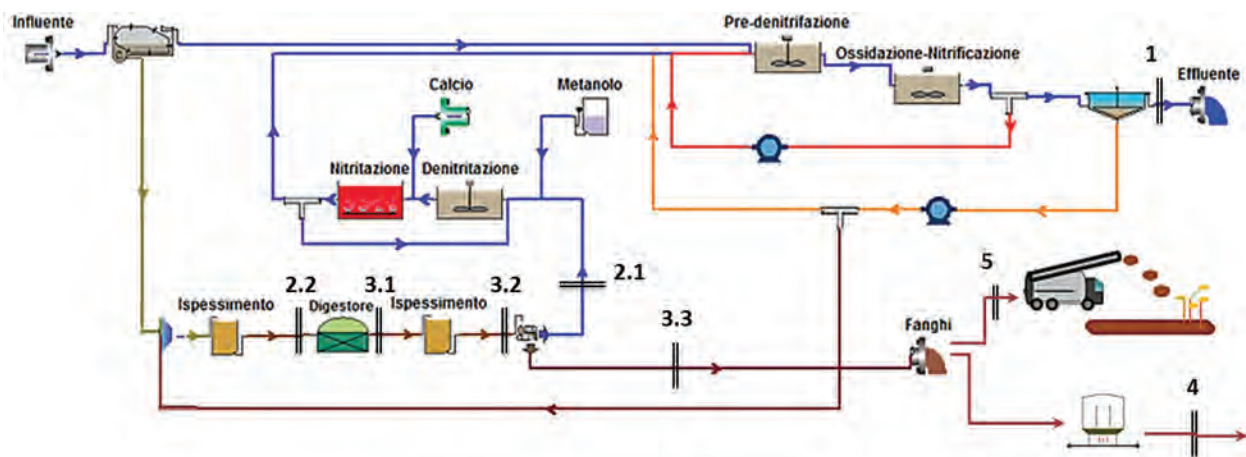 Influente
Pre-denitrifazione
Ossidazione-Nitrificazione
1
Effluente
Calcio
Metanolo
Nitritazione
Denitritazione
2.1
2.2
3.1
3.2
Ispessimento
Digestore
Ispessimento
3.3
5
Fanghi
4